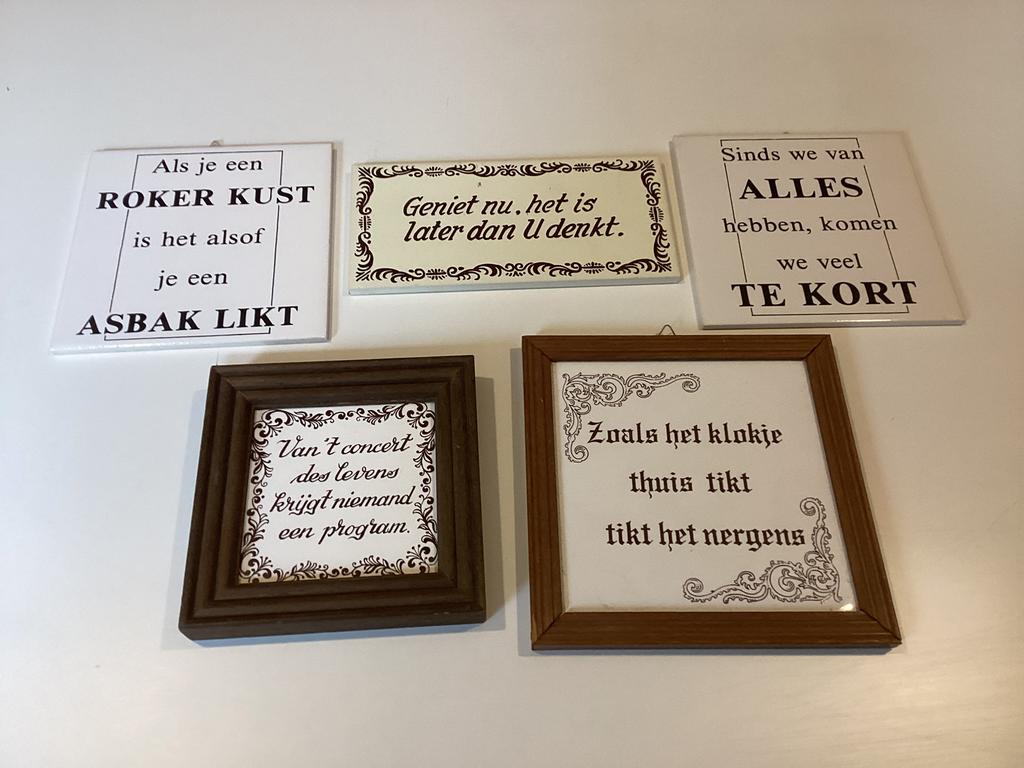 Als je een
ROKER KUST
is het alsof
je een
ASBAK LIKT
Geniet nu, het is
later dan U denkt.
Sinds we van
ALLES
hebben, komen
we veel
TE KORT
Van 't concert
des levens
krijgt niemand
een program.
Zoals het klokje
thuis tikt
tikt het nergens